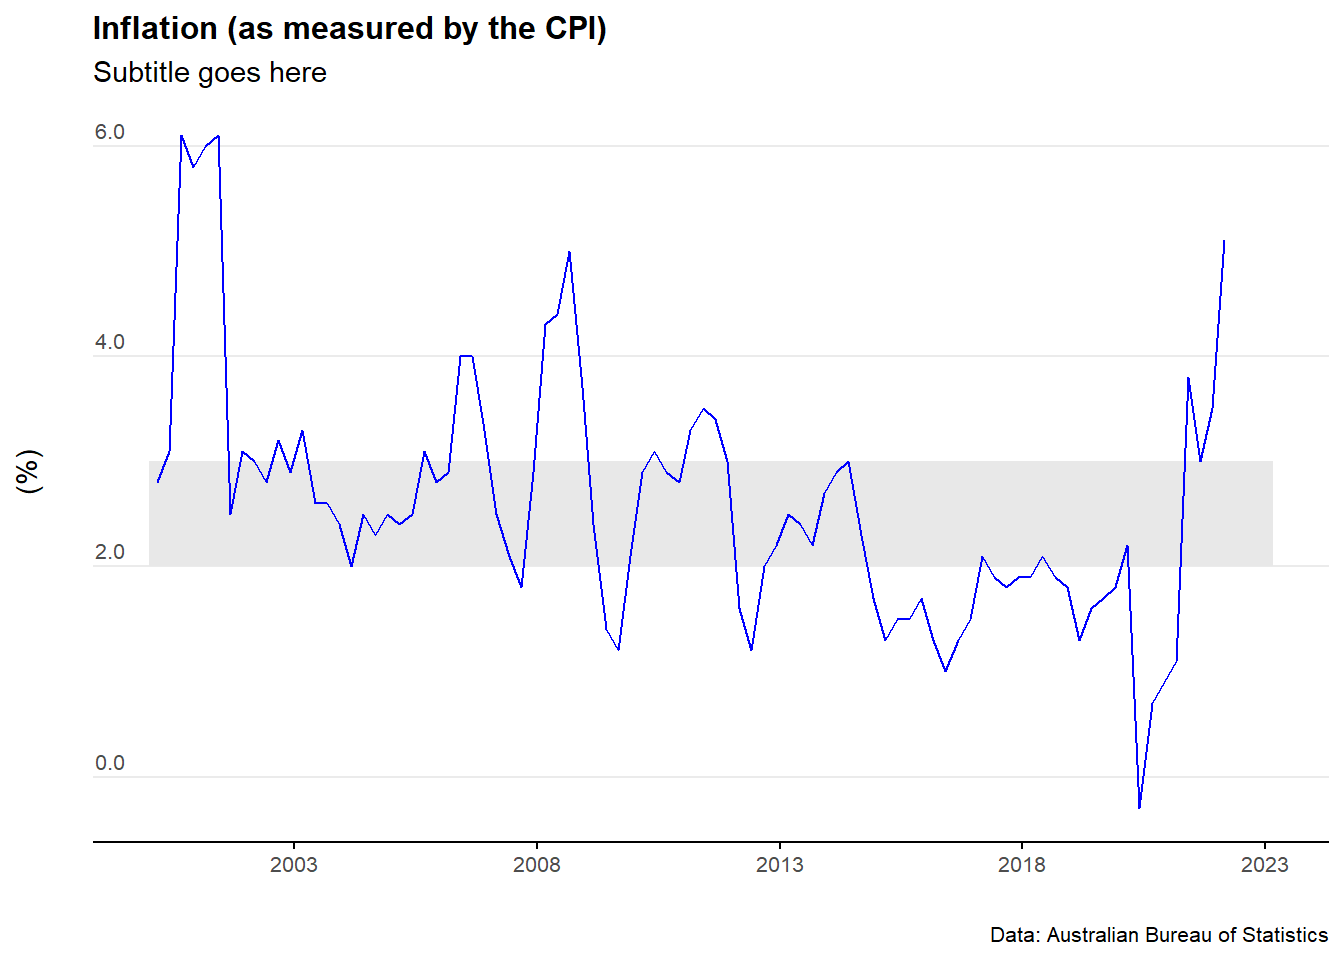 Inflation (as measured by the CPI)
Subtitle goes here
6.0
4.0
(%)
2.0
0.0
2003 2008 2013 2018 2023
Data: Australian Bureau of Statistics